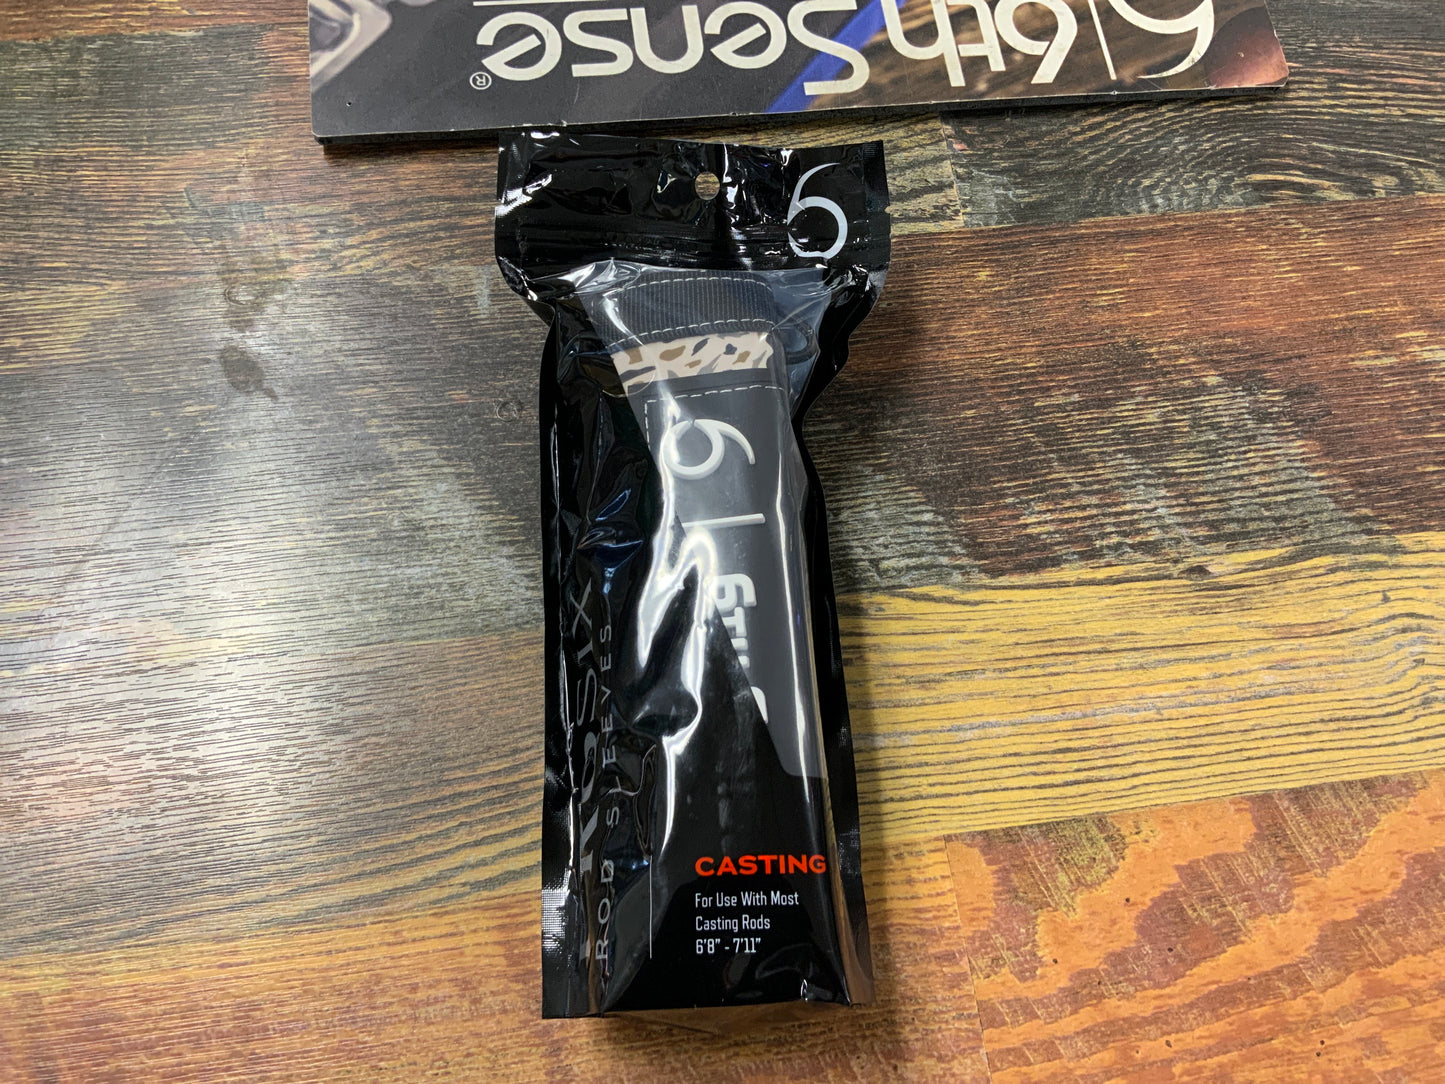 6 | 6th Sense®
6
6 | 6TH S
K6SIX
ROD SLEEVES
CASTING
For Use With Most
Casting Rods
6'8" - 7'11"